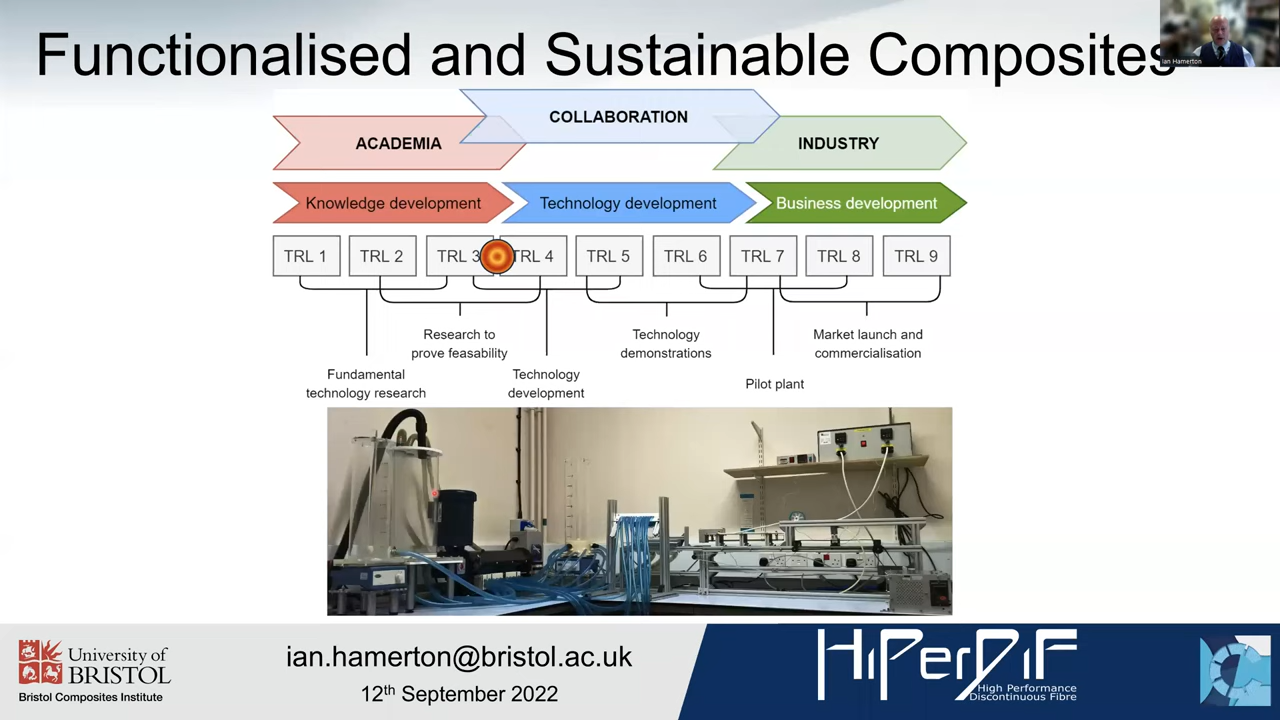 Functionalised and Sustainable Composites
Ian Hamerton
COLLABORATION
ACADEMIA
INDUSTRY
Knowledge development
Technology development
Business development
TRL 1
TRL 2
TRL 3
TRL 4
TRL 5
TRL 6
TRL 7
TRL 8
TRL 9
Research to
prove feasability
Technology
demonstrations
Market launch and
commercialisation
Fundamental
technology research
Technology
development
Pilot plant
University of
BRISTOL
Bristol Composites Institute
ian.hamerton@bristol.ac.uk
12th September 2022
HiPerDiF
High Performance
Discontinuous Fibre